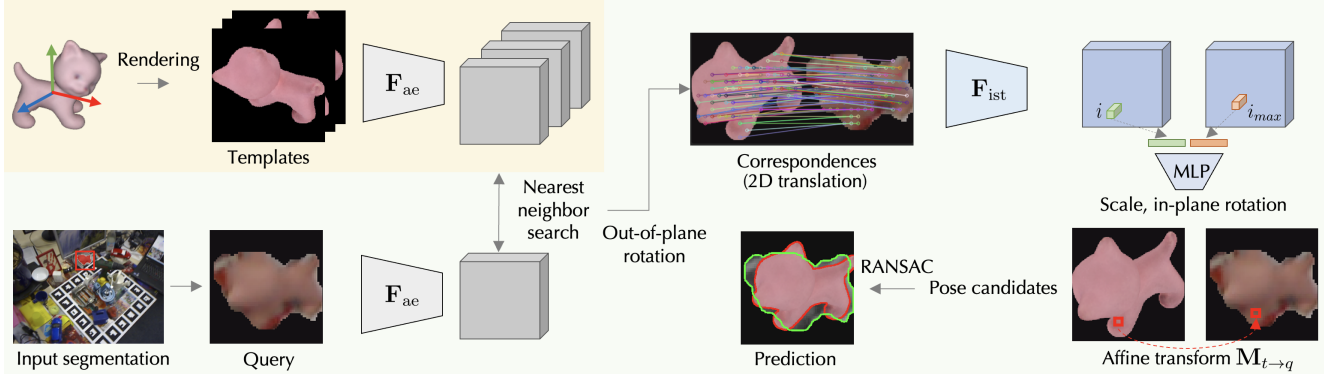 Rendering
Templates
F_ae
Nearest
neighbor
search
Out-of-plane
rotation
Input segmentation
Query
F_ae
Correspondences
(2D translation)
F_ist
i
i_max
MLP
Scale, in-plane rotation
Prediction
RANSAC
Pose candidates
Affine transform M_{t→q}